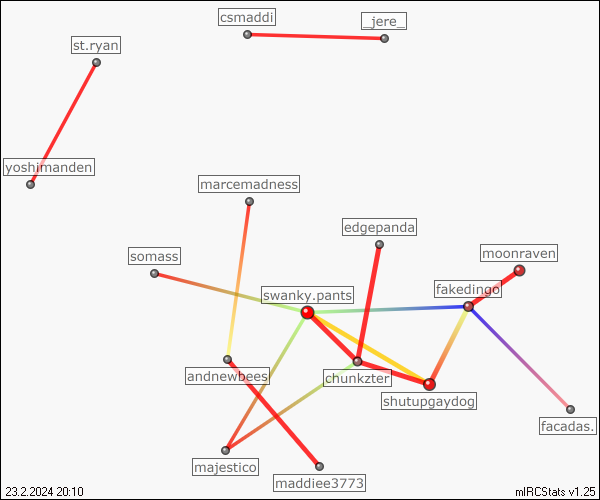 csmaddi
_jere_
st.ryan
yoshimanden
marcemadness
edgepanda
somass
moonraven
swanky.pants
fakedingo
andnewbees
chunkzter
shutupgaydog
facadas.
majestico
maddiee3773
23.2.2024 20:10
mIRCStats v1.25